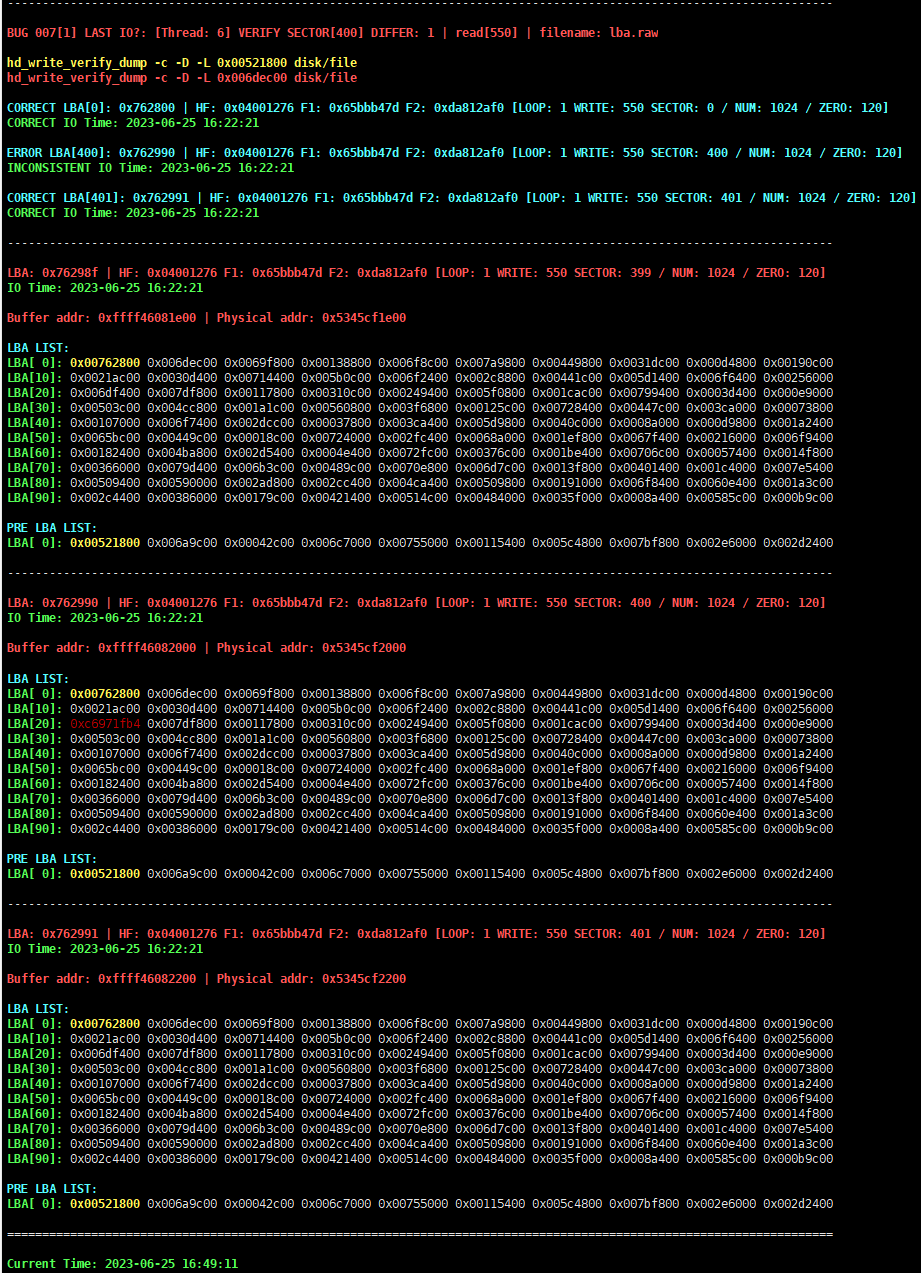 ------------------------------------------------------------------------------------------------------------------------
BUG 007[1] LAST IO?: [Thread: 6] VERIFY SECTOR[400] DIFFER: 1 | read[550] | filename: lba.raw
hd_write_verify_dump -c -D -L 0x00521800 disk/file
hd_write_verify_dump -c -D -L 0x006dec00 disk/file
CORRECT LBA[0]: 0x762800 | HF: 0x04001276 F1: 0x65bbb47d F2: 0xda812af0 [LOOP: 1 WRITE: 550 SECTOR: 0 / NUM: 1024 / ZERO: 120]
CORRECT IO Time: 2023-06-25 16:22:21
ERROR LBA[400]: 0x762990 | HF: 0x04001276 F1: 0x65bbb47d F2: 0xda812af0 [LOOP: 1 WRITE: 550 SECTOR: 400 / NUM: 1024 / ZERO: 120]
INCONSISTENT IO Time: 2023-06-25 16:22:21
CORRECT LBA[401]: 0x762991 | HF: 0x04001276 F1: 0x65bbb47d F2: 0xda812af0 [LOOP: 1 WRITE: 550 SECTOR: 401 / NUM: 1024 / ZERO: 120]
CORRECT IO Time: 2023-06-25 16:22:21
------------------------------------------------------------------------------------------------------------------------
LBA: 0x76298f | HF: 0x04001276 F1: 0x65bbb47d F2: 0xda812af0 [LOOP: 1 WRITE: 550 SECTOR: 399 / NUM: 1024 / ZERO: 120]
IO Time: 2023-06-25 16:22:21
Buffer addr: 0xffff46081e00 | Physical addr: 0x5345cf1e00
LBA LIST:
LBA[ 0]: 0x00762800 0x006dec00 0x0069f800 0x00138800 0x006f8c00 0x007a9800 0x00449800 0x0031dc00 0x000d4800 0x00190c00
LBA[10]: 0x0021ac00 0x0030d400 0x00714400 0x005b0c00 0x006f2400 0x002c8800 0x00441c00 0x005d1400 0x006f6400 0x00256000
LBA[20]: 0x006df400 0x007df800 0x00117800 0x00310c00 0x00249400 0x005f0800 0x001cac00 0x00799400 0x0003d400 0x000e9000
LBA[30]: 0x00503c00 0x004cc800 0x001a1c00 0x00560800 0x003f6800 0x00125c00 0x00728400 0x00447c00 0x003ca000 0x00073800
LBA[40]: 0x00107000 0x006f7400 0x002dcc00 0x00037800 0x003ca400 0x005d9800 0x0040c000 0x0008a000 0x000d9800 0x001a2400
LBA[50]: 0x0065bc00 0x00449c00 0x00018c00 0x00724000 0x002fc400 0x0068a000 0x001ef800 0x0067f400 0x00216000 0x006f9400
LBA[60]: 0x00182400 0x004ba800 0x002d5400 0x0004e400 0x0072fc00 0x00376c00 0x001be400 0x00706c00 0x00057400 0x0014f800
LBA[70]: 0x00366000 0x0079d400 0x006b3c00 0x00489c00 0x0070e800 0x006d7c00 0x0013f800 0x00401400 0x001c4000 0x007e5400
LBA[80]: 0x00509400 0x00590000 0x002ad800 0x002cc400 0x004ca400 0x00509800 0x00191000 0x006f8400 0x0060e400 0x001a3c00
LBA[90]: 0x002c4400 0x00386000 0x00179c00 0x00421400 0x00514c00 0x00484000 0x0035f000 0x0008a400 0x00585c00 0x000b9c00
PRE LBA LIST:
LBA[ 0]: 0x00521800 0x006a9c00 0x00042c00 0x006c7000 0x00755000 0x00115400 0x005c4800 0x007bf800 0x002e6000 0x002d2400
------------------------------------------------------------------------------------------------------------------------
LBA: 0x762990 | HF: 0x04001276 F1: 0x65bbb47d F2: 0xda812af0 [LOOP: 1 WRITE: 550 SECTOR: 400 / NUM: 1024 / ZERO: 120]
IO Time: 2023-06-25 16:22:21
Buffer addr: 0xffff46082000 | Physical addr: 0x5345cf2000
LBA LIST:
LBA[ 0]: 0x00762800 0x006dec00 0x0069f800 0x00138800 0x006f8c00 0x007a9800 0x00449800 0x0031dc00 0x000d4800 0x00190c00
LBA[10]: 0x0021ac00 0x0030d400 0x00714400 0x005b0c00 0x006f2400 0x002c8800 0x00441c00 0x005d1400 0x006f6400 0x00256000
LBA[20]: 0xc6971fb4 0x007df800 0x00117800 0x00310c00 0x00249400 0x005f0800 0x001cac00 0x00799400 0x0003d400 0x000e9000
LBA[30]: 0x00503c00 0x004cc800 0x001a1c00 0x00560800 0x003f6800 0x00125c00 0x00728400 0x00447c00 0x003ca000 0x00073800
LBA[40]: 0x00107000 0x006f7400 0x002dcc00 0x00037800 0x003ca400 0x005d9800 0x0040c000 0x0008a000 0x000d9800 0x001a2400
LBA[50]: 0x0065bc00 0x00449c00 0x00018c00 0x00724000 0x002fc400 0x0068a000 0x001ef800 0x0067f400 0x00216000 0x006f9400
LBA[60]: 0x00182400 0x004ba800 0x002d5400 0x0004e400 0x0072fc00 0x00376c00 0x001be400 0x00706c00 0x00057400 0x0014f800
LBA[70]: 0x00366000 0x0079d400 0x006b3c00 0x00489c00 0x0070e800 0x006d7c00 0x0013f800 0x00401400 0x001c4000 0x007e5400
LBA[80]: 0x00509400 0x00590000 0x002ad800 0x002cc400 0x004ca400 0x00509800 0x00191000 0x006f8400 0x0060e400 0x001a3c00
LBA[90]: 0x002c4400 0x00386000 0x00179c00 0x00421400 0x00514c00 0x00484000 0x0035f000 0x0008a400 0x00585c00 0x000b9c00
PRE LBA LIST:
LBA[ 0]: 0x00521800 0x006a9c00 0x00042c00 0x006c7000 0x00755000 0x00115400 0x005c4800 0x007bf800 0x002e6000 0x002d2400
------------------------------------------------------------------------------------------------------------------------
LBA: 0x762991 | HF: 0x04001276 F1: 0x65bbb47d F2: 0xda812af0 [LOOP: 1 WRITE: 550 SECTOR: 401 / NUM: 1024 / ZERO: 120]
IO Time: 2023-06-25 16:22:21
Buffer addr: 0xffff46082200 | Physical addr: 0x5345cf2200
LBA LIST:
LBA[ 0]: 0x00762800 0x006dec00 0x0069f800 0x00138800 0x006f8c00 0x007a9800 0x00449800 0x0031dc00 0x000d4800 0x00190c00
LBA[10]: 0x0021ac00 0x0030d400 0x00714400 0x005b0c00 0x006f2400 0x002c8800 0x00441c00 0x005d1400 0x006f6400 0x00256000
LBA[20]: 0x006df400 0x007df800 0x00117800 0x00310c00 0x00249400 0x005f0800 0x001cac00 0x00799400 0x0003d400 0x000e9000
LBA[30]: 0x00503c00 0x004cc800 0x001a1c00 0x00560800 0x003f6800 0x00125c00 0x00728400 0x00447c00 0x003ca000 0x00073800
LBA[40]: 0x00107000 0x006f7400 0x002dcc00 0x00037800 0x003ca400 0x005d9800 0x0040c000 0x0008a000 0x000d9800 0x001a2400
LBA[50]: 0x0065bc00 0x00449c00 0x00018c00 0x00724000 0x002fc400 0x0068a000 0x001ef800 0x0067f400 0x00216000 0x006f9400
LBA[60]: 0x00182400 0x004ba800 0x002d5400 0x0004e400 0x0072fc00 0x00376c00 0x001be400 0x00706c00 0x00057400 0x0014f800
LBA[70]: 0x00366000 0x0079d400 0x006b3c00 0x00489c00 0x0070e800 0x006d7c00 0x0013f800 0x00401400 0x001c4000 0x007e5400
LBA[80]: 0x00509400 0x00590000 0x002ad800 0x002cc400 0x004ca400 0x00509800 0x00191000 0x006f8400 0x0060e400 0x001a3c00
LBA[90]: 0x002c4400 0x00386000 0x00179c00 0x00421400 0x00514c00 0x00484000 0x0035f000 0x0008a400 0x00585c00 0x000b9c00
PRE LBA LIST:
LBA[ 0]: 0x00521800 0x006a9c00 0x00042c00 0x006c7000 0x00755000 0x00115400 0x005c4800 0x007bf800 0x002e6000 0x002d2400
========================================================================================================================
Current Time: 2023-06-25 16:49:11